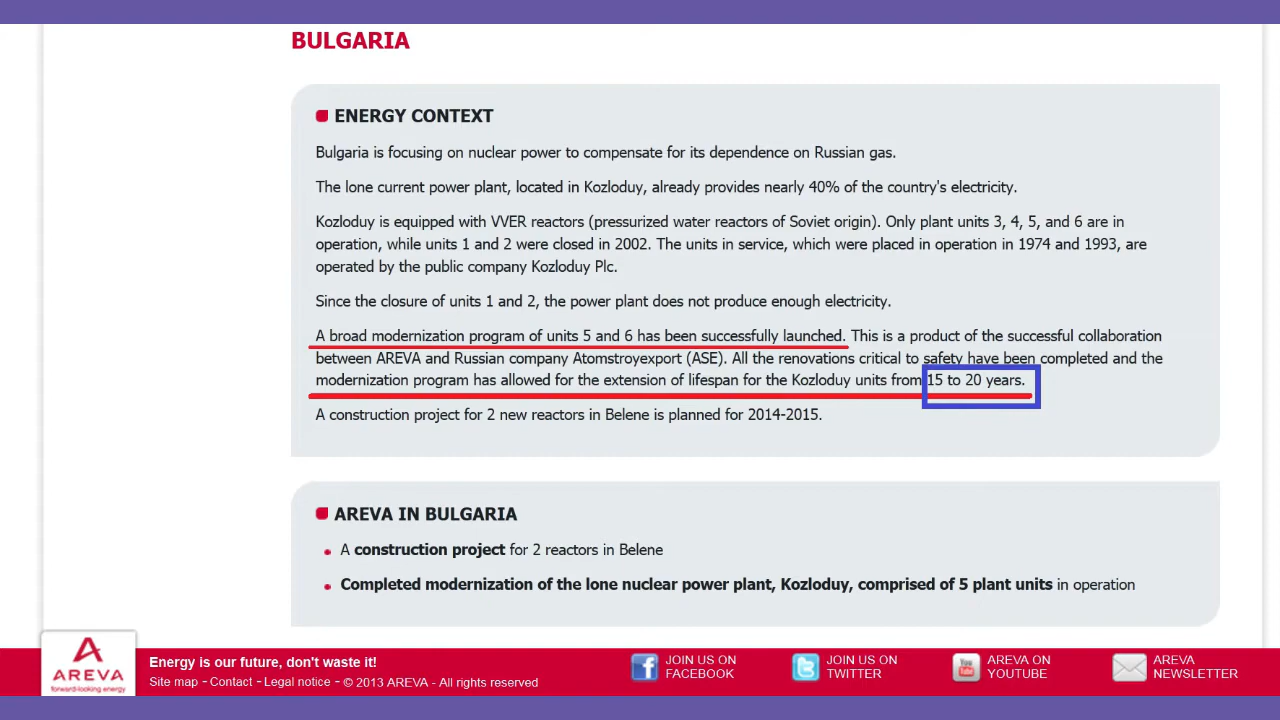 BULGARIA
ENERGY CONTEXT
Bulgaria is focusing on nuclear power to compensate for its dependence on Russian gas.
The lone current power plant, located in Kozloduy, already provides nearly 40% of the country's electricity.
Kozloduy is equipped with VVER reactors (pressurized water reactors of Soviet origin). Only plant units 3, 4, 5, and 6 are in
operation, while units 1 and 2 were closed in 2002. The units in service, which were placed in operation in 1974 and 1993, are
operated by the public company Kozloduy Plc.
Since the closure of units 1 and 2, the power plant does not produce enough electricity.
A broad modernization program of units 5 and 6 has been successfully launched. This is a product of the successful collaboration
between AREVA and Russian company Atomstroyexport (ASE). All the renovations critical to safety have been completed and the
modernization program has allowed for the extension of lifespan for the Kozloduy units from 15 to 20 years.
A construction project for 2 new reactors in Belene is planned for 2014-2015.
AREVA IN BULGARIA
A construction project for 2 reactors in Belene
Completed modernization of the lone nuclear power plant, Kozloduy, comprised of 5 plant units in operation
AREVA
forward-looking energy
Energy is our future, don't waste it!
Site map - Contact - Legal notice - © 2013 AREVA - All rights reserved
JOIN US ON
FACEBOOK
JOIN US ON
TWITTER
You
Tube
AREVA ON
YOUTUBE
AREVA
NEWSLETTER